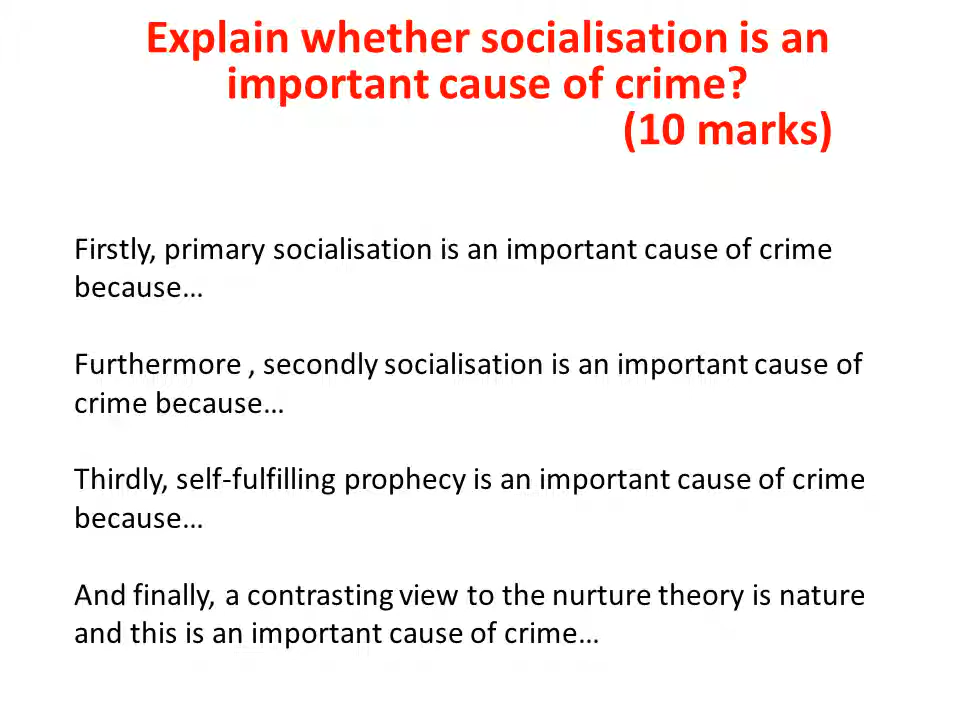 Explain whether socialisation is an
important cause of crime?
(10 marks)
Firstly, primary socialisation is an important cause of crime
because…
Furthermore , secondly socialisation is an important cause of
crime because…
Thirdly, self-fulfilling prophecy is an important cause of crime
because…
And finally, a contrasting view to the nurture theory is nature
and this is an important cause of crime…